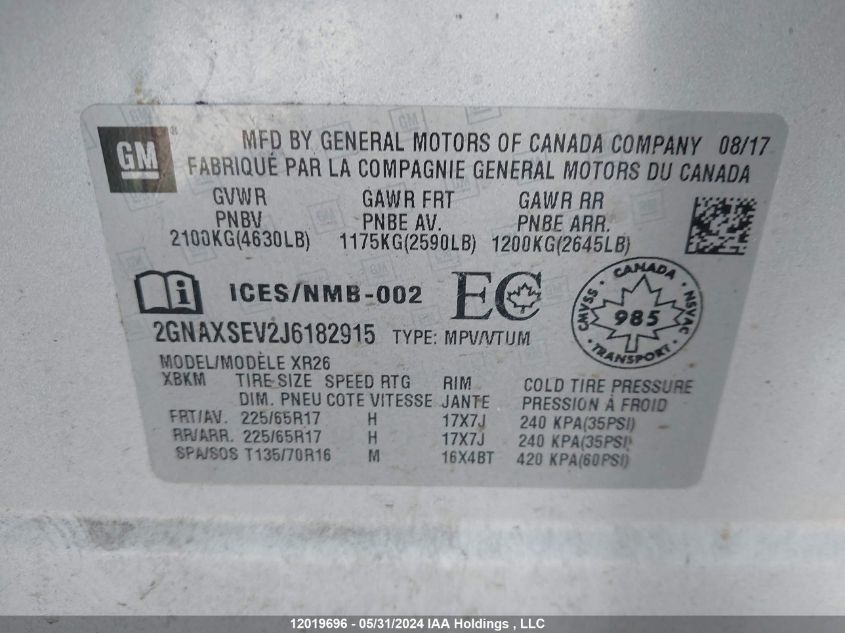 GM
MFD BY GENERAL MOTORS OF CANADA COMPANY 08/17
FABRIQUÉ PAR LA COMPAGNIE GENERAL MOTORS DU CANADA
GVWR GAWR FRT GAWR RR
PNBV PNBE AV. PNBE ARR.
2100KG(4630LB) 1175KG(2590LB) 1200KG(2645LB)
ICES/NMB-002 EC
CANADA
CMVSS 985 NSVAC
TRANSPORT
2GNAXSEV2J6182915 TYPE: MPV/VTUM
MODEL/MODÈLE XR26
XBKM TIRE SIZE SPEED RTG RIM COLD TIRE PRESSURE
DIM. PNEU COTE VITESSE JANTE PRESSION À FROID
FRT/AV. 225/65R17 H 17X7J 240 KPA(35PSI)
RR/ARR. 225/65R17 H 17X7J 240 KPA(35PSI)
SPA/SOS T135/70R16 M 16X4BT 420 KPA(60PSI)
12019696 - 05/31/2024 IAA Holdings , LLC